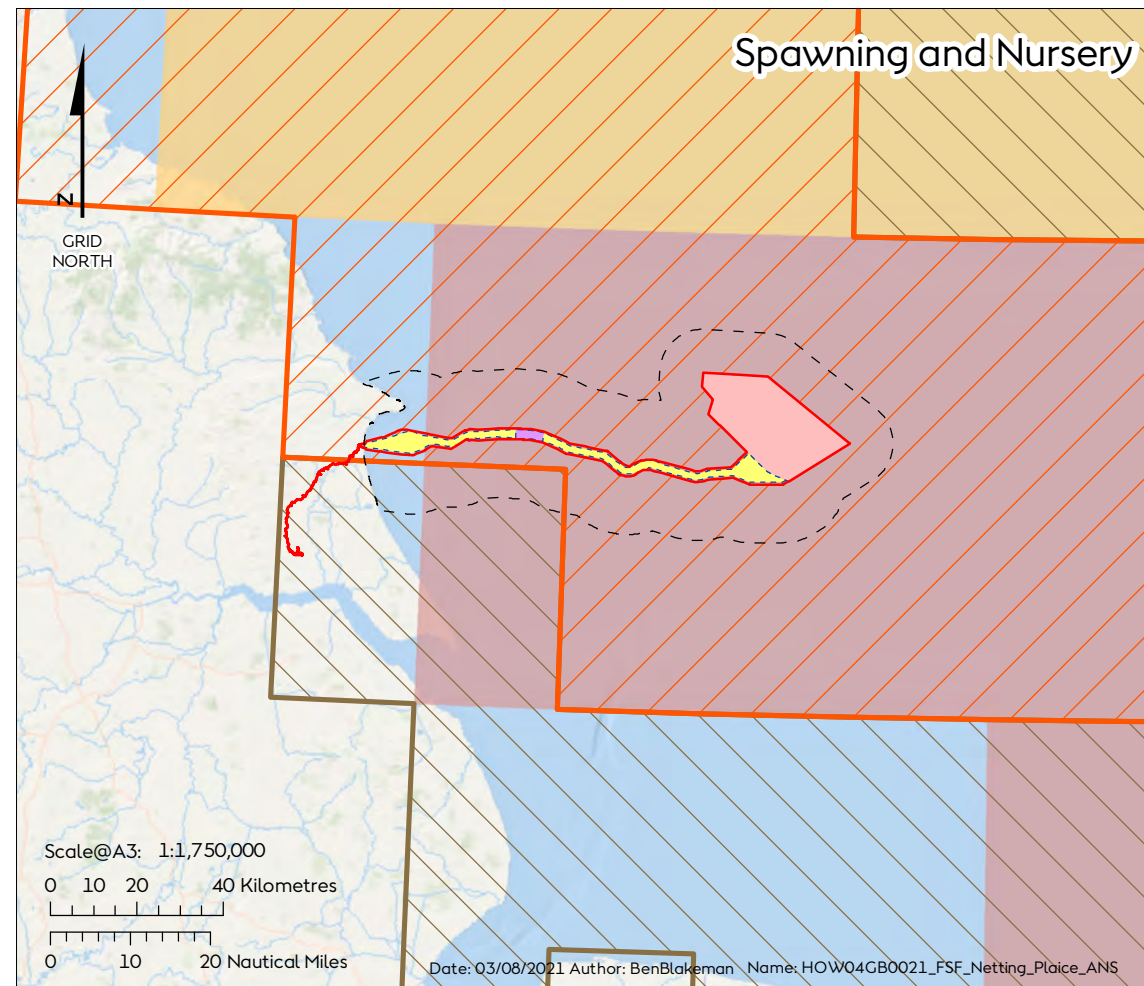 Spawning and Nursery
N
GRID
NORTH
Scale@A3: 1:1,750,000
0 10 20 40 Kilometres
0 10 20 Nautical Miles
Date: 03/08/2021 Author: BenBlakeman Name: HOW04GB0021_FSF_Netting_Plaice_ANS